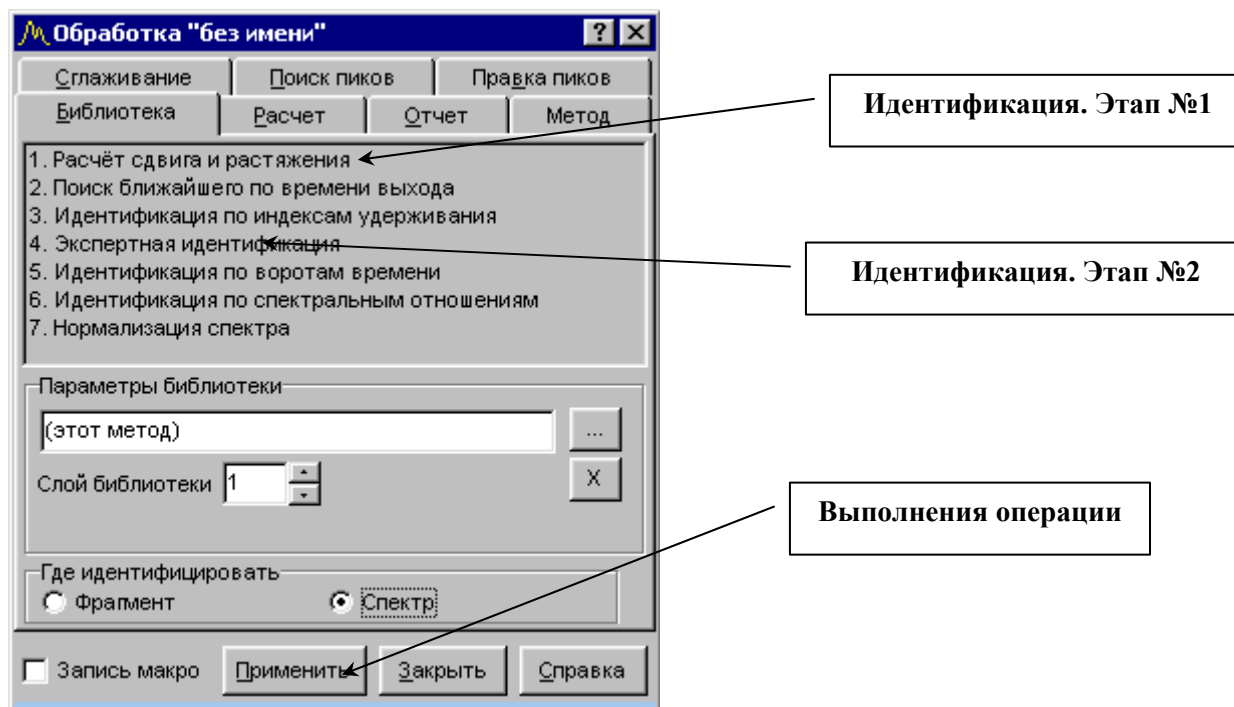 Обработка "без имени"
Сглаживание Поиск пиков Правка пиков
Библиотека Расчет Отчет Метод
1. Расчёт сдвига и растяжения
2. Поиск ближайшего по времени выхода
3. Идентификация по индексам удерживания
4. Экспертная идентификация
5. Идентификация по воротам времени
6. Идентификация по спектральным отношениям
7. Нормализация спектра
Параметры библиотеки
(этот метод) ...
Слой библиотеки 1 X
Где идентифицировать
Фрагмент Спектр
Запись макро Применить Закрыть Справка
Идентификация. Этап №1
Идентификация. Этап №2
Выполнения операции